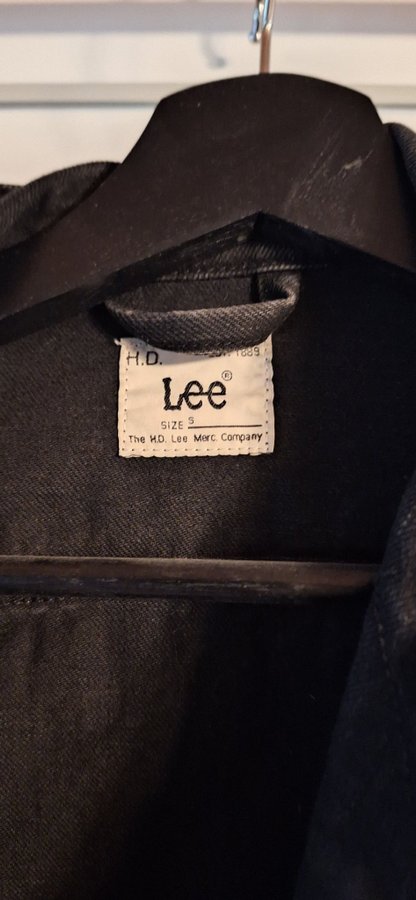 H.D. 1889
Lee®
SIZE S
The H.D. Lee Merc. Company